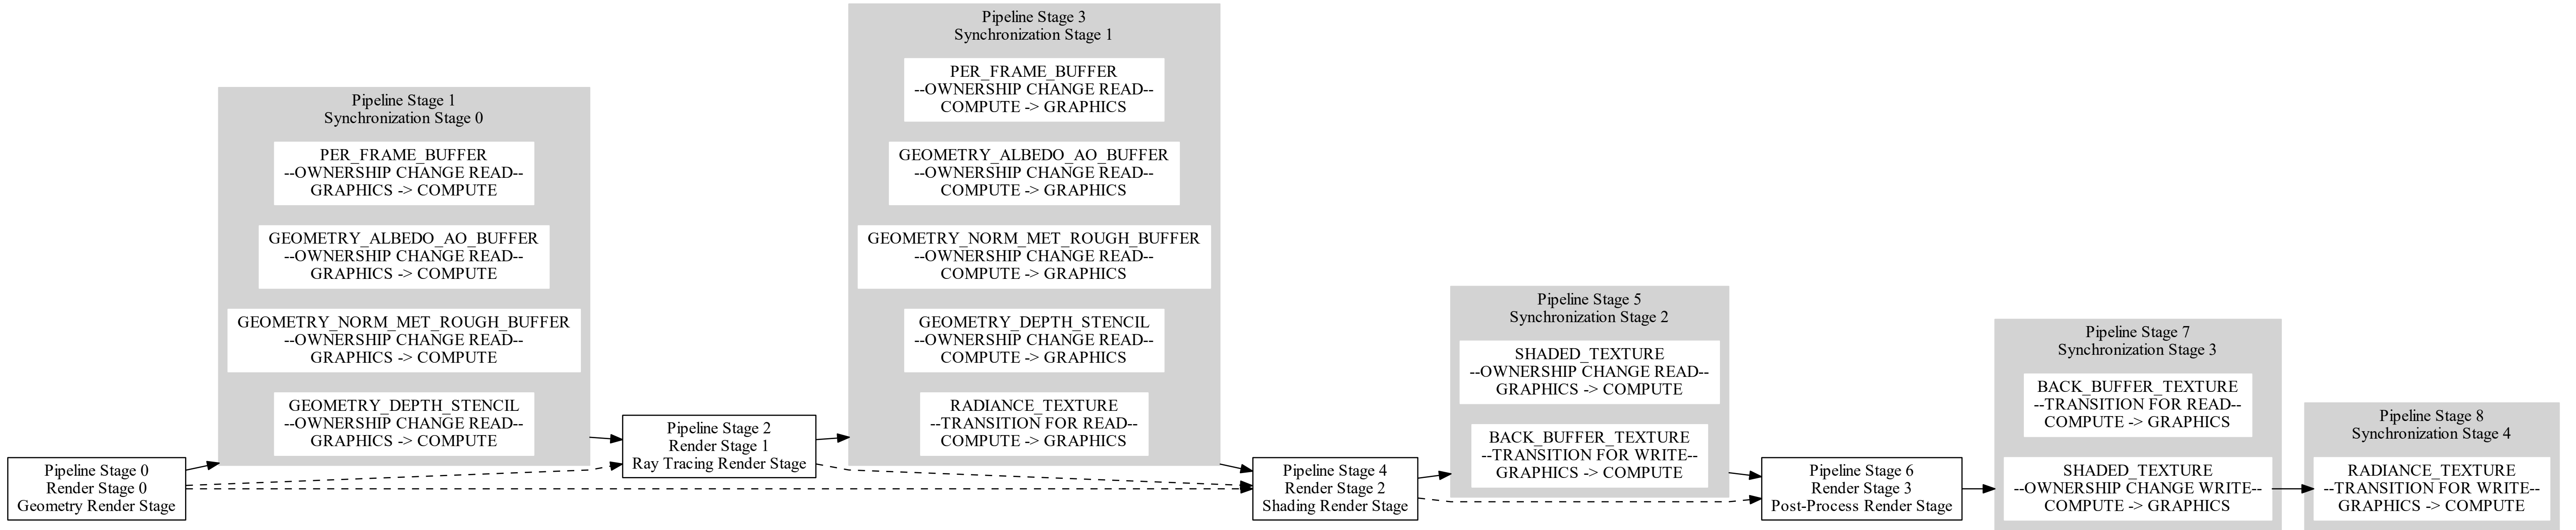 Pipeline Stage 0
Render Stage 0
Geometry Render Stage
Pipeline Stage 1
Synchronization Stage 0
PER_FRAME_BUFFER
--OWNERSHIP CHANGE READ--
GRAPHICS -> COMPUTE
GEOMETRY_ALBEDO_AO_BUFFER
--OWNERSHIP CHANGE READ--
GRAPHICS -> COMPUTE
GEOMETRY_NORM_MET_ROUGH_BUFFER
--OWNERSHIP CHANGE READ--
GRAPHICS -> COMPUTE
GEOMETRY_DEPTH_STENCIL
--OWNERSHIP CHANGE READ--
GRAPHICS -> COMPUTE
Pipeline Stage 2
Render Stage 1
Ray Tracing Render Stage
Pipeline Stage 3
Synchronization Stage 1
PER_FRAME_BUFFER
--OWNERSHIP CHANGE READ--
COMPUTE -> GRAPHICS
GEOMETRY_ALBEDO_AO_BUFFER
--OWNERSHIP CHANGE READ--
COMPUTE -> GRAPHICS
GEOMETRY_NORM_MET_ROUGH_BUFFER
--OWNERSHIP CHANGE READ--
COMPUTE -> GRAPHICS
GEOMETRY_DEPTH_STENCIL
--OWNERSHIP CHANGE READ--
COMPUTE -> GRAPHICS
RADIANCE_TEXTURE
--TRANSITION FOR READ--
COMPUTE -> GRAPHICS
Pipeline Stage 4
Render Stage 2
Shading Render Stage
Pipeline Stage 5
Synchronization Stage 2
SHADED_TEXTURE
--OWNERSHIP CHANGE READ--
GRAPHICS -> COMPUTE
BACK_BUFFER_TEXTURE
--TRANSITION FOR WRITE--
GRAPHICS -> COMPUTE
Pipeline Stage 6
Render Stage 3
Post-Process Render Stage
Pipeline Stage 7
Synchronization Stage 3
BACK_BUFFER_TEXTURE
--TRANSITION FOR READ--
COMPUTE -> GRAPHICS
SHADED_TEXTURE
--OWNERSHIP CHANGE WRITE--
COMPUTE -> GRAPHICS
Pipeline Stage 8
Synchronization Stage 4
RADIANCE_TEXTURE
--TRANSITION FOR WRITE--
GRAPHICS -> COMPUTE